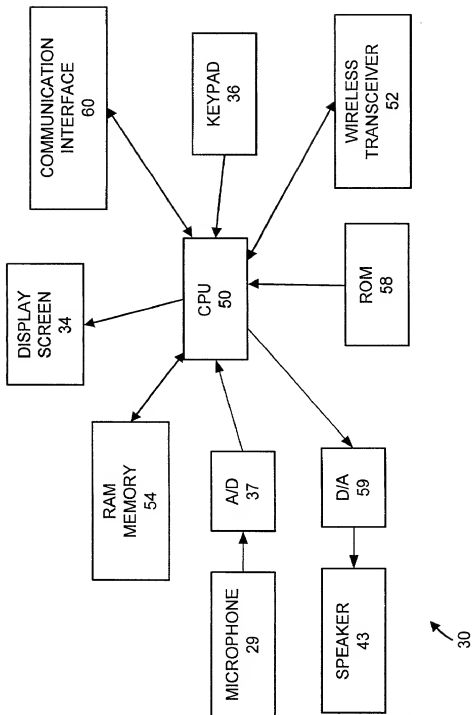 DISPLAY
SCREEN
34
COMMUNICATION
INTERFACE
60
RAM
MEMORY
54
CPU
50
KEYPAD
36
MICROPHONE
29
A/D
37
SPEAKER
43
D/A
59
ROM
58
WIRELESS
TRANSCEIVER
52
30